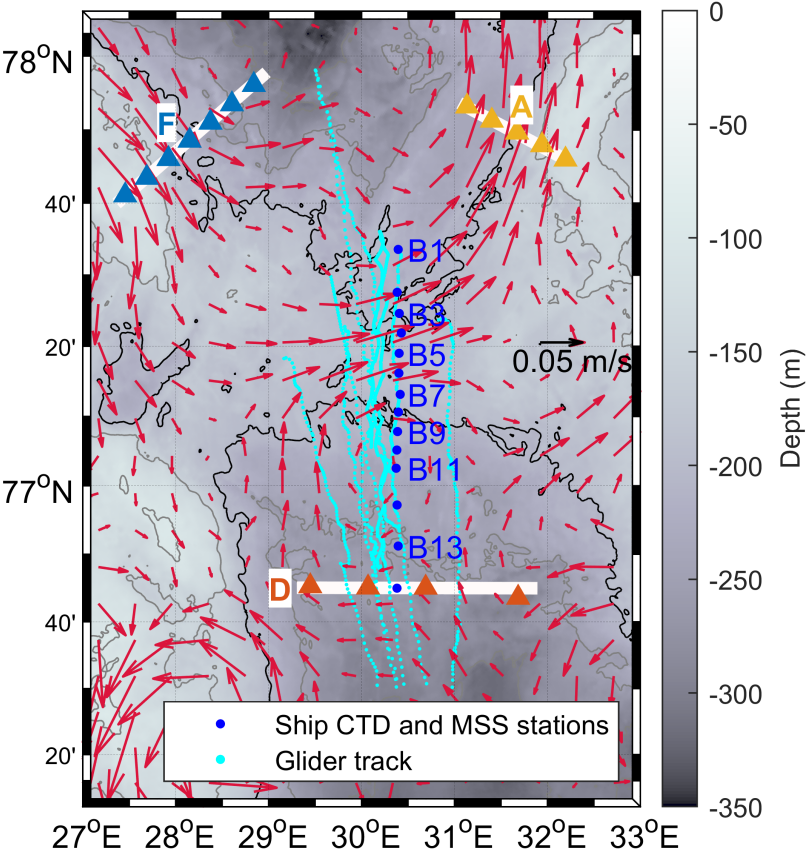 78°N
40'
20'
77°N
40'
20'
27°E 28°E 29°E 30°E 31°E 32°E 33°E
F
A
B1
B3
B5
B7
B9
B11
B13
D
0.05 m/s
Ship CTD and MSS stations
Glider track
0
-50
-100
-150
-200
-250
-300
-350
Depth (m)